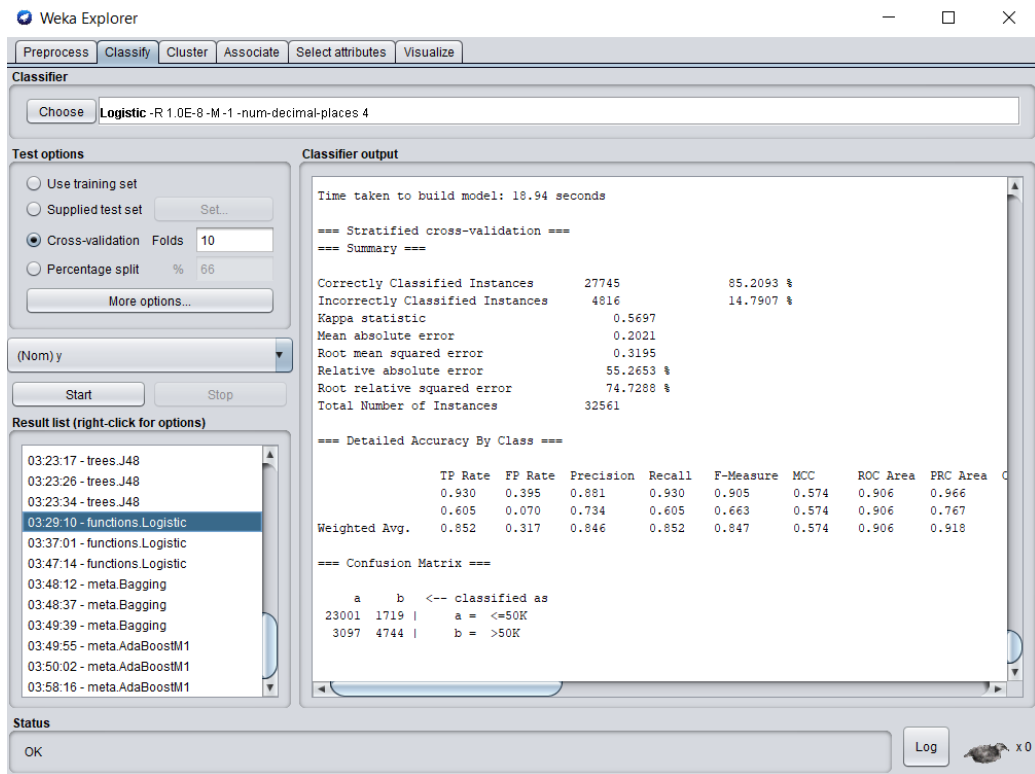 Weka Explorer
Preprocess Classify Cluster Associate Select attributes Visualize
Classifier
Choose Logistic -R 1.0E-8 -M -1 -num-decimal-places 4
Test options
Use training set
Supplied test set Set...
Cross-validation Folds 10
Percentage split % 66
More options...
(Nom) y
Start Stop
Result list (right-click for options)
03:23:17 - trees.J48
03:23:26 - trees.J48
03:23:34 - trees.J48
03:29:10 - functions.Logistic
03:37:01 - functions.Logistic
03:47:14 - functions.Logistic
03:48:12 - meta.Bagging
03:48:37 - meta.Bagging
03:49:39 - meta.Bagging
03:49:55 - meta.AdaBoostM1
03:50:02 - meta.AdaBoostM1
03:58:16 - meta.AdaBoostM1
Classifier output
Time taken to build model: 18.94 seconds
=== Stratified cross-validation ===
=== Summary ===
Correctly Classified Instances 27745 85.2093 %
Incorrectly Classified Instances 4816 14.7907 %
Kappa statistic 0.5697
Mean absolute error 0.2021
Root mean squared error 0.3195
Relative absolute error 55.2653 %
Root relative squared error 74.7288 %
Total Number of Instances 32561
=== Detailed Accuracy By Class ===
TP Rate FP Rate Precision Recall F-Measure MCC ROC Area PRC Area C
0.930 0.395 0.881 0.930 0.905 0.574 0.906 0.966
0.605 0.070 0.734 0.605 0.663 0.574 0.906 0.767
Weighted Avg. 0.852 0.317 0.846 0.852 0.847 0.574 0.906 0.918
=== Confusion Matrix ===
a b <-- classified as
23001 1719 | a = <=50K
3097 4744 | b = >50K
Status
OK
Log x 0